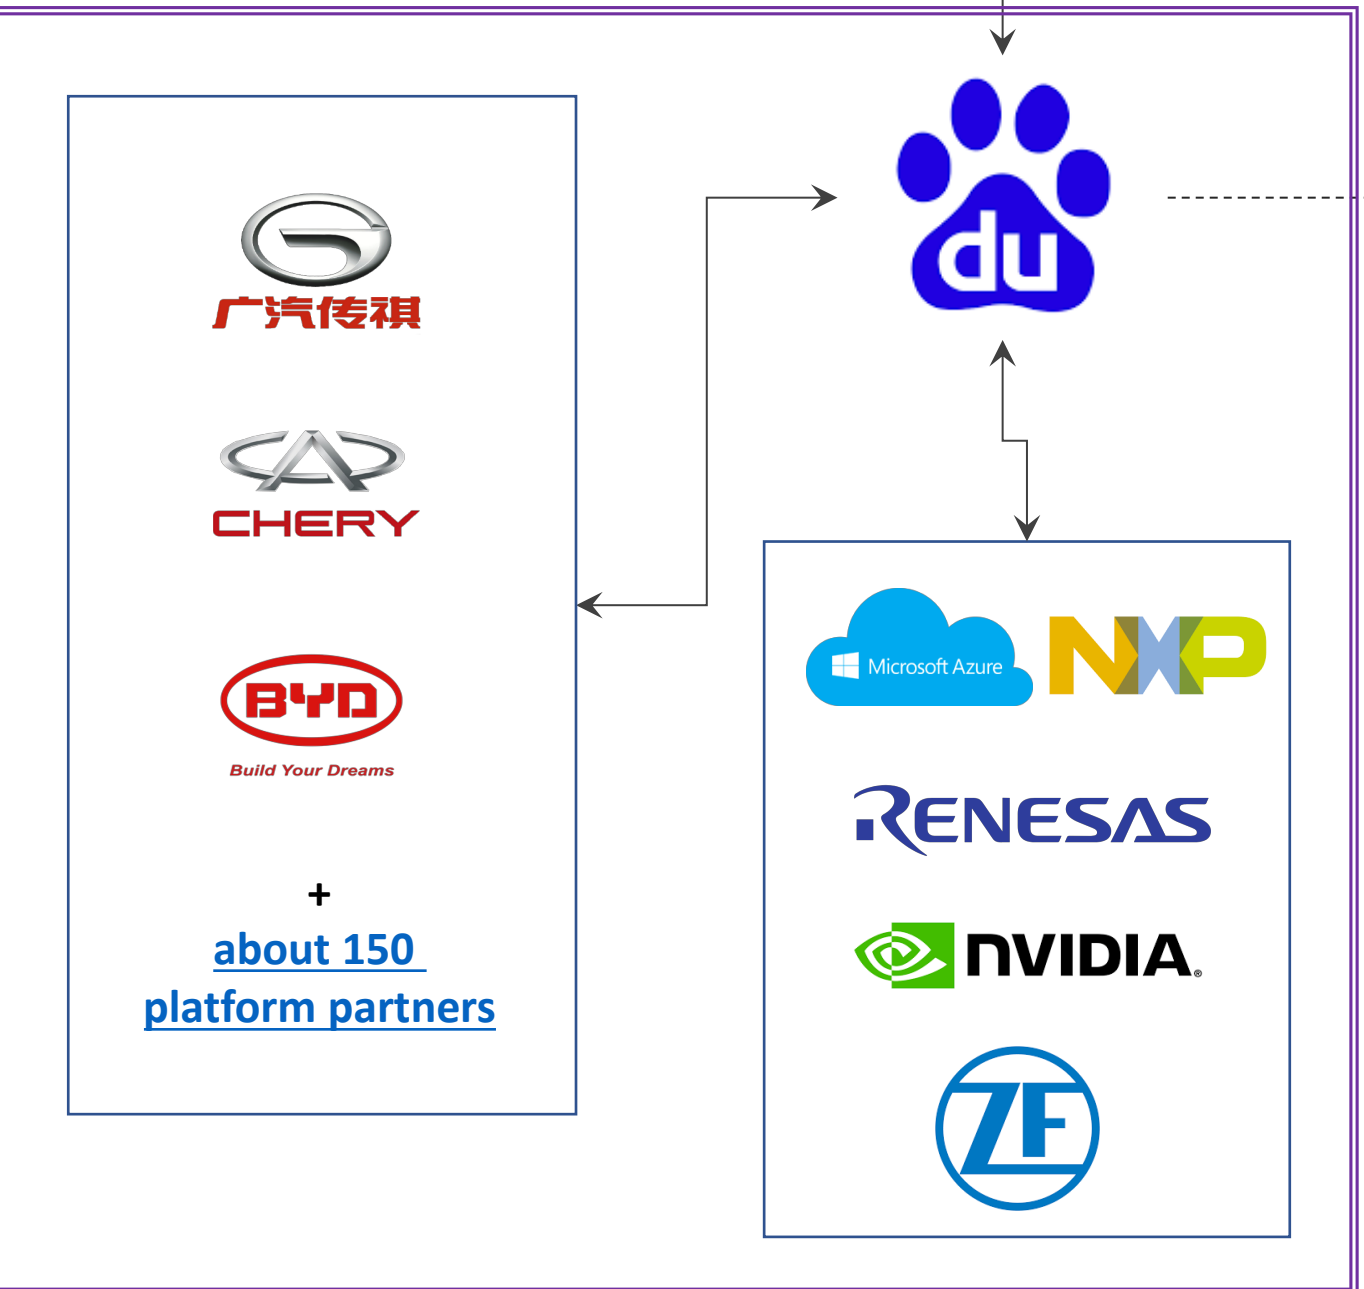 du
广汽传祺
CHERY
BYD
Build Your Dreams
+
about 150
platform partners
Microsoft Azure
NXP
RENESAS
NVIDIA
ZF